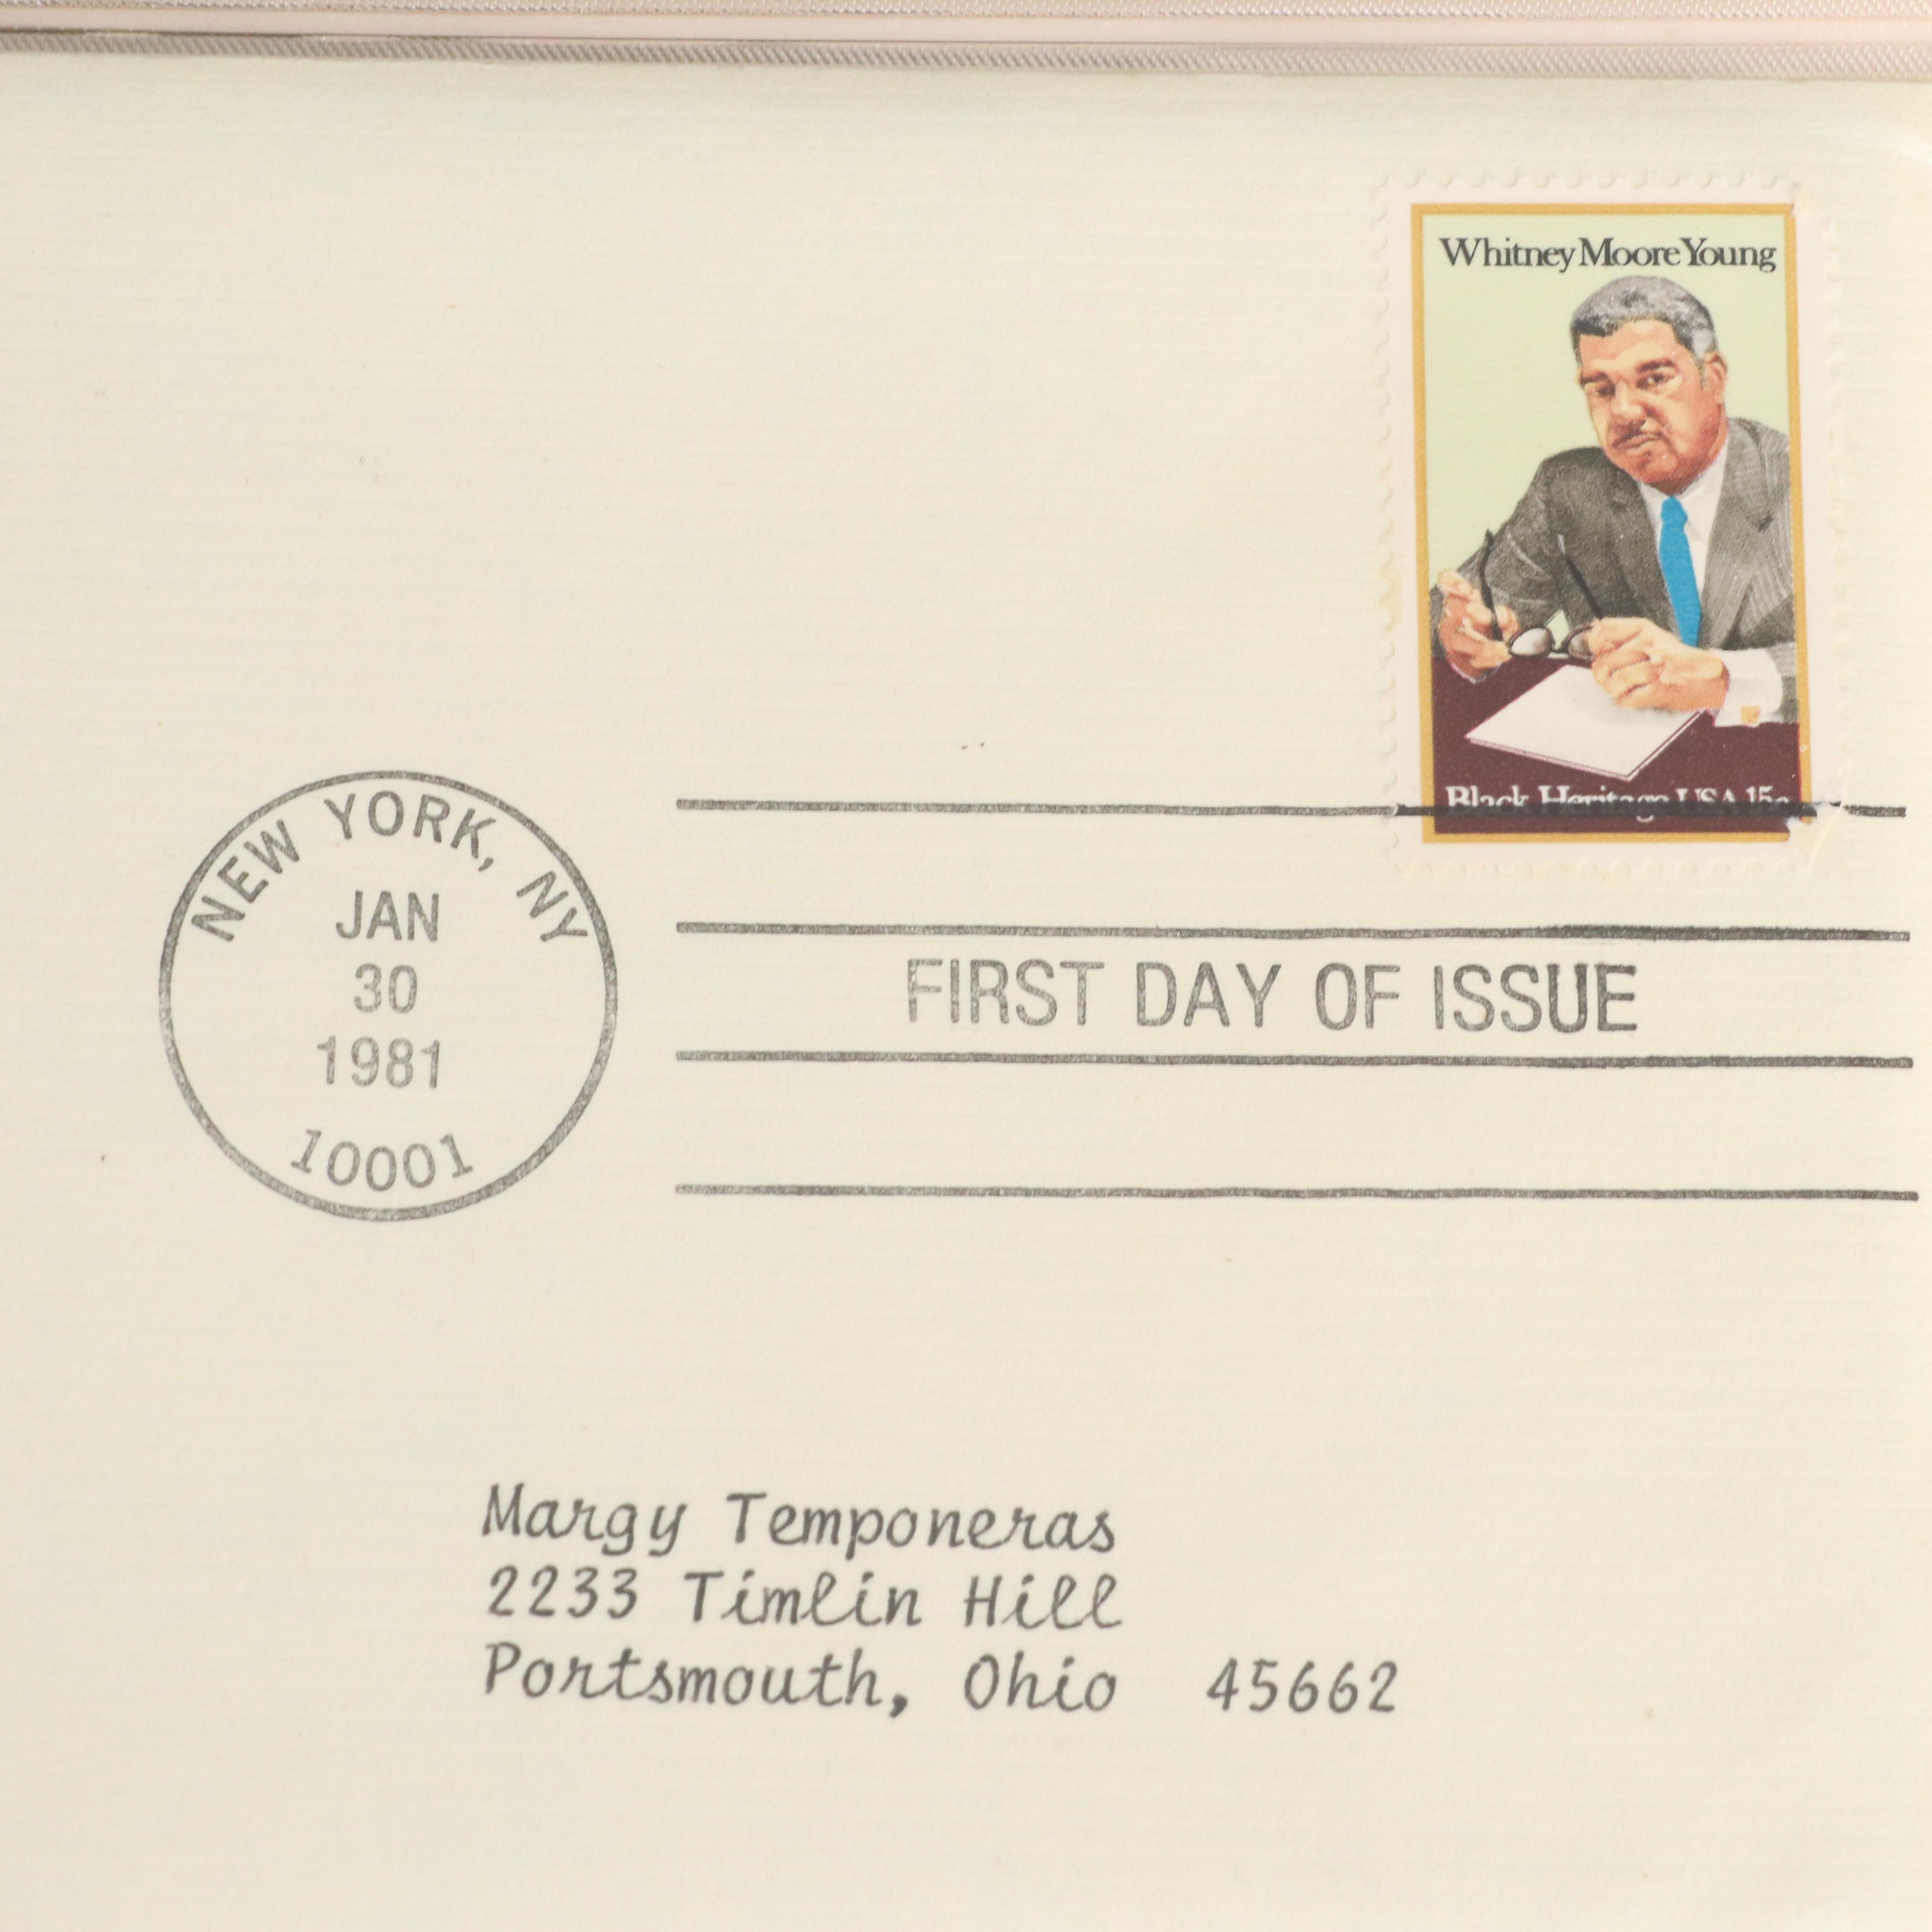 Whitney Moore Young
Black Heritage USA 15c
NEW YORK, NY
JAN
30
1981
10001
FIRST DAY OF ISSUE
Margy Temponeras
2233 Timlin Hill
Portsmouth, Ohio 45662